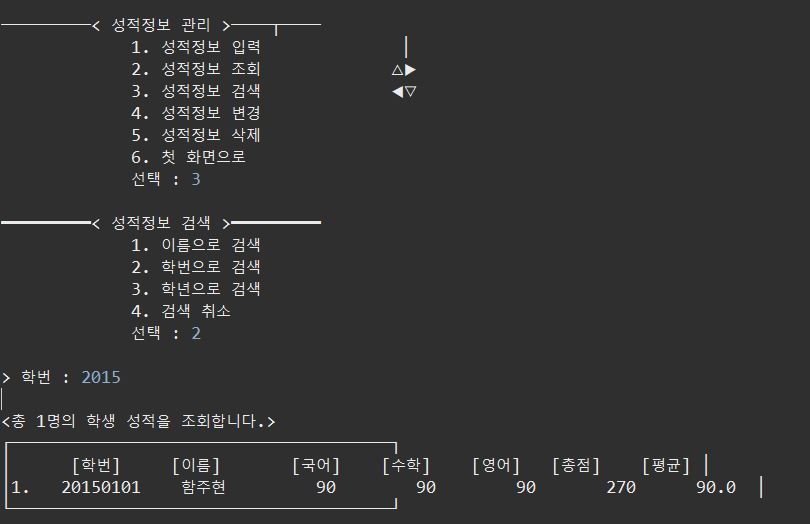 < 성적정보 관리 >
1. 성적정보 입력
2. 성적정보 조회 △▶
3. 성적정보 검색 ◀▽
4. 성적정보 변경
5. 성적정보 삭제
6. 첫 화면으로
선택 : 3
< 성적정보 검색 >
1. 이름으로 검색
2. 학번으로 검색
3. 학년으로 검색
4. 검색 취소
선택 : 2
> 학번 : 2015
<총 1명의 학생 성적을 조회합니다.>
[학번] [이름] [국어] [수학] [영어] [총점] [평균]
1. 20150101 함주현 90 90 90 270 90.0